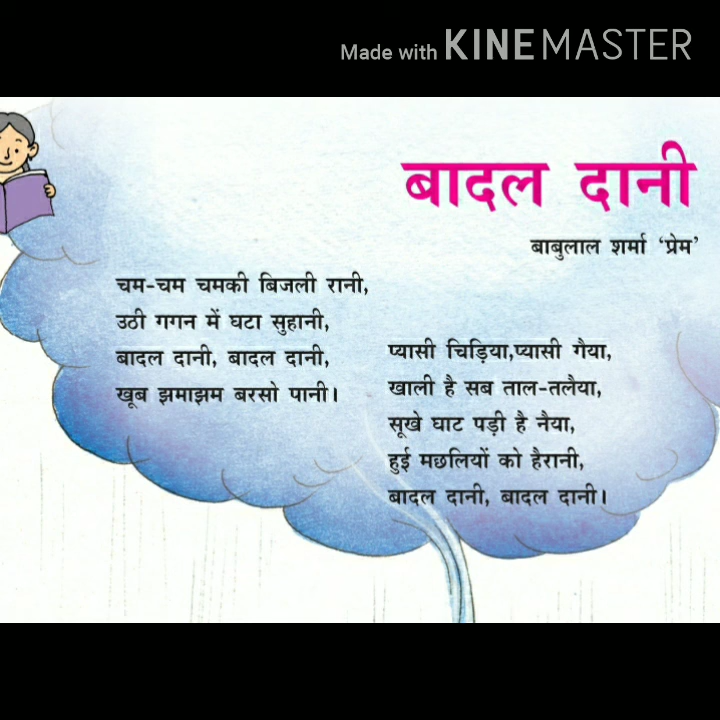 Made with KINEMASTER
बादल दानी
बाबुलाल शर्मा ‘प्रेम’
चम-चम चमकी बिजली रानी,
उठी गगन में घटा सुहानी,
बादल दानी, बादल दानी,
खूब झमाझम बरसो पानी।
प्यासी चिड़िया,प्यासी गैया,
खाली है सब ताल-तलैया,
सूखे घाट पड़ी है नैया,
हुई मछलियों को हैरानी,
बादल दानी, बादल दानी।